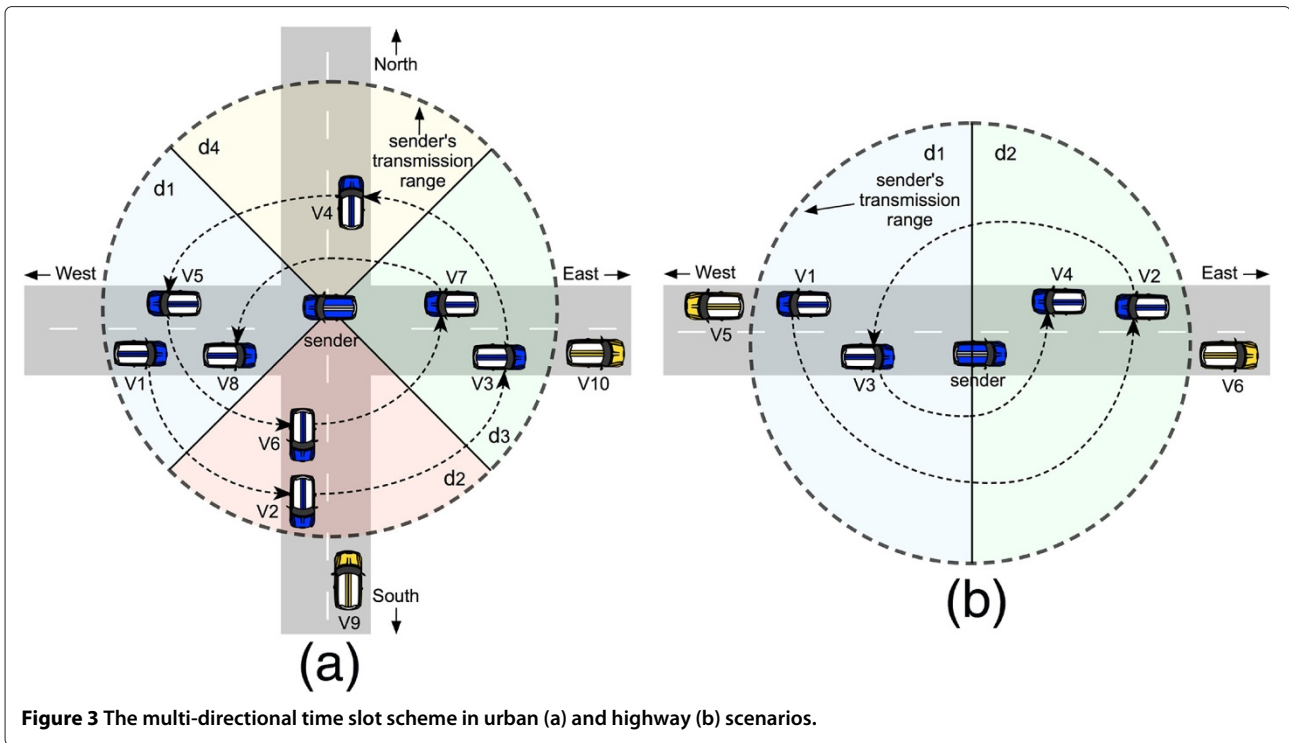 North
sender's
transmission
range
d4
d1
V4
West
V5
V7
East
sender
V1
V8
V3
V10
d3
V6
d2
V2
South
V9
(a)
d1
d2
sender's
transmission
range
West
V1
V4
V2
East
V5
V3
sender
V6
(b)
Figure 3 The multi-directional time slot scheme in urban (a) and highway (b) scenarios.